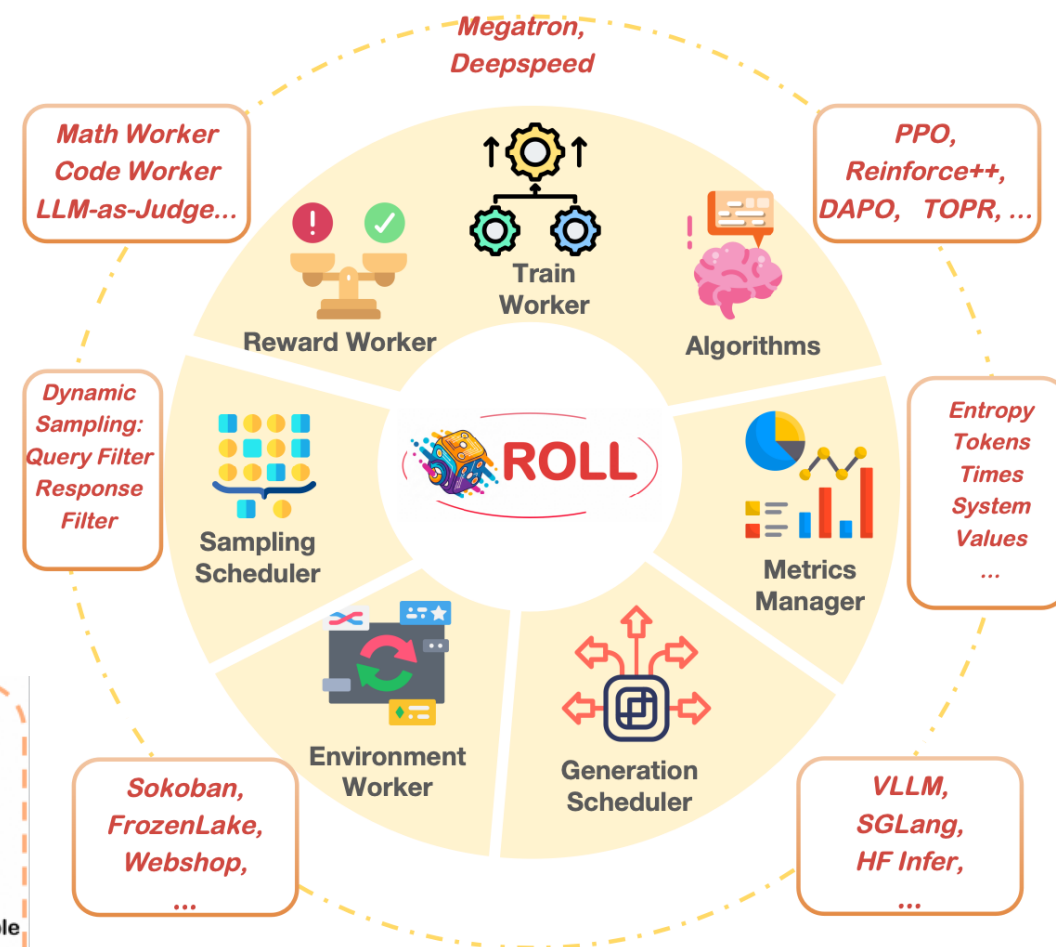 Megatron,
Deepspeed
Math Worker
Code Worker
LLM-as-Judge...
PPO,
Reinforce++,
DAPO, TOPR, ...
Train
Worker
Reward Worker
Algorithms
Dynamic
Sampling:
Query Filter
Response
Filter
ROLL
Entropy
Tokens
Times
System
Values
...
Sampling
Scheduler
Metrics
Manager
Environment
Worker
Generation
Scheduler
Sokoban,
FrozenLake,
Webshop,
...
VLLM,
SGLang,
HF Infer,
...